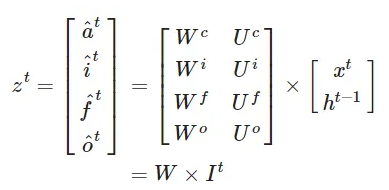 z^t = [ â^t ; î^t ; f̂^t ; ô^t ] = [ W^c U^c ; W^i U^i ; W^f U^f ; W^o U^o ] × [ x^t ; h^{t−1} ]
= W × I^t